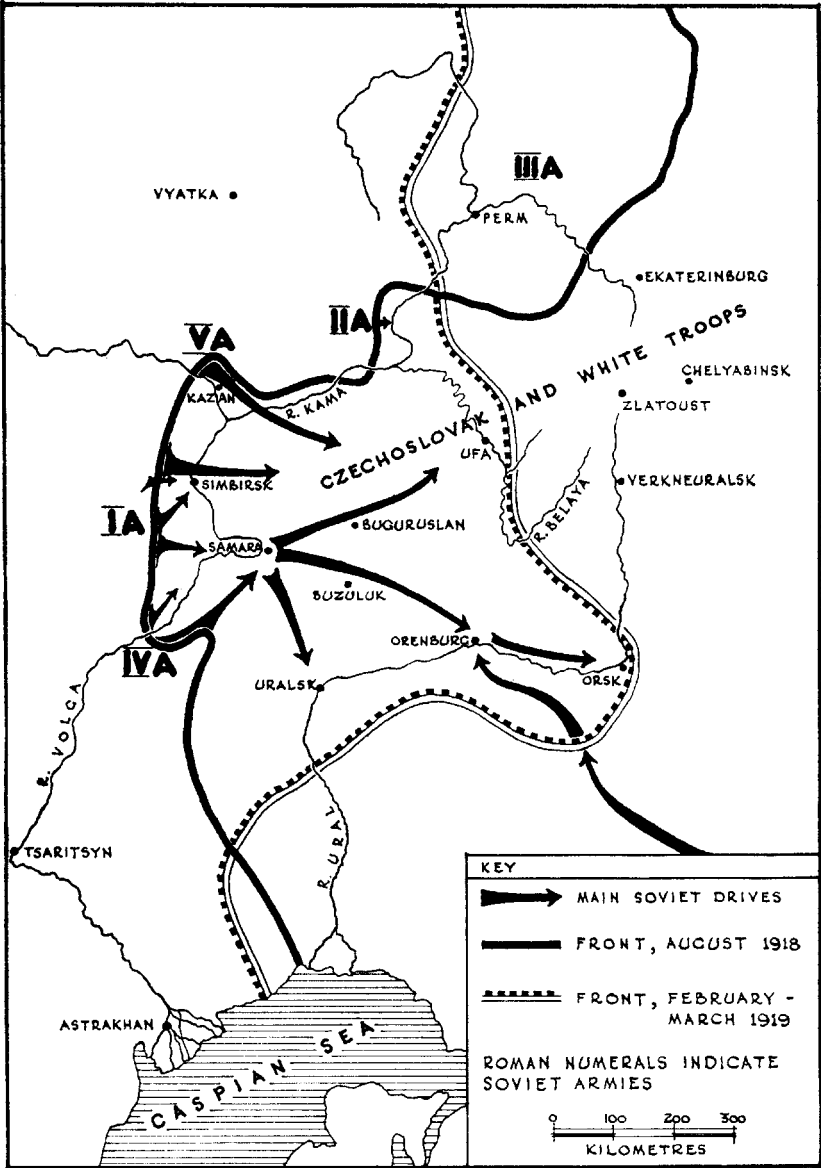 IIIA
VYATKA
PERM
EKATERINBURG
IIA
VA
CZECHOSLOVAK AND WHITE TROOPS
CHELYABINSK
KAZAN
R. KAMA
ZLATOUST
UFA
SIMBIRSK
VERKNEURALSK
IA
BUGURUSLAN
R. BELAYA
SAMARA
BUZULUK
ORENBURG
IVA
URALSK
ORSK
R. VOLGA
R. URAL
TSARITSYN
ASTRAKHAN
CASPIAN SEA
KEY
MAIN SOVIET DRIVES
FRONT, AUGUST 1918
FRONT, FEBRUARY -
MARCH 1919
ROMAN NUMERALS INDICATE
SOVIET ARMIES
0 100 200 300
KILOMETRES